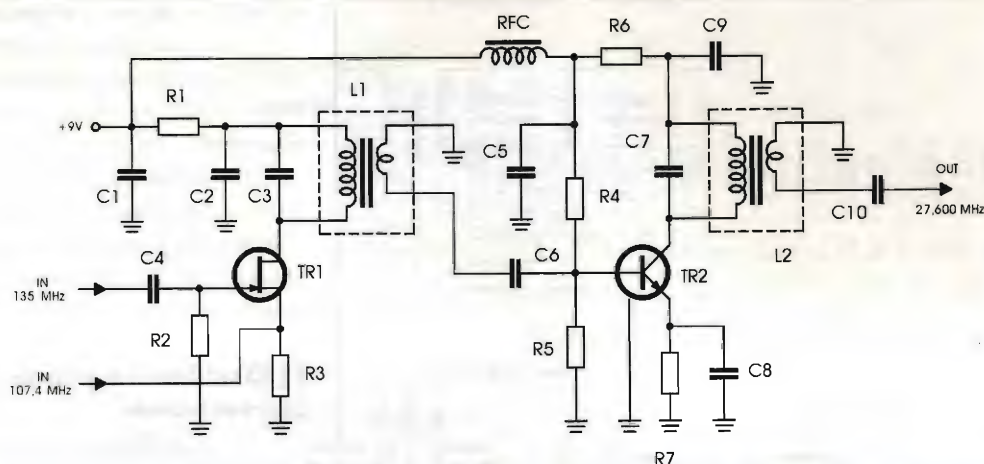 RFC
R6
C9
L1
R1
+9V
C5
C7
C1
C2
C3
R4
OUT
C10
27,600 MHz
L2
C4
C6
TR1
TR2
IN
135 MHz
R2
R5
R3
C8
IN
107,4 MHz
R7